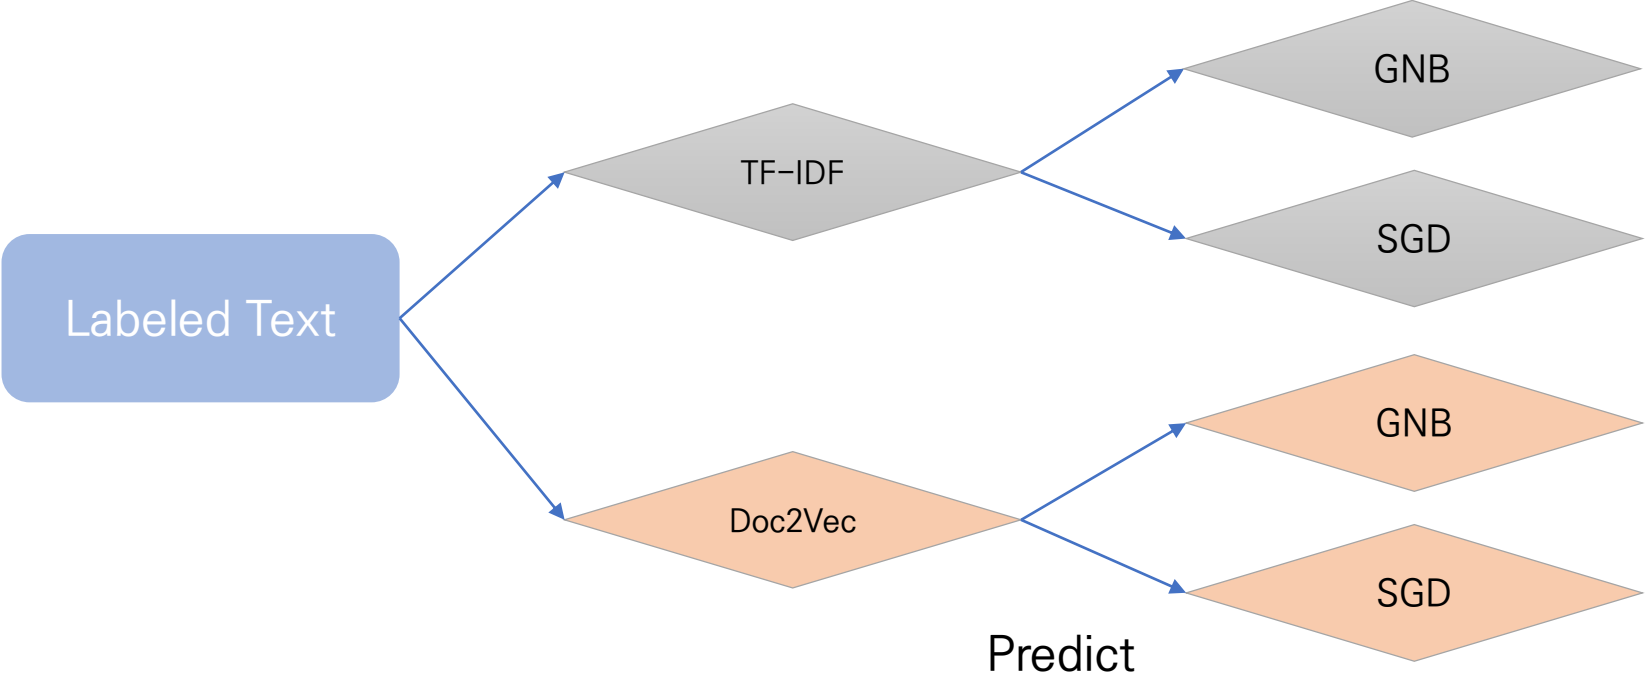 GNB
TF-IDF
SGD
Labeled Text
GNB
Doc2Vec
SGD
Predict